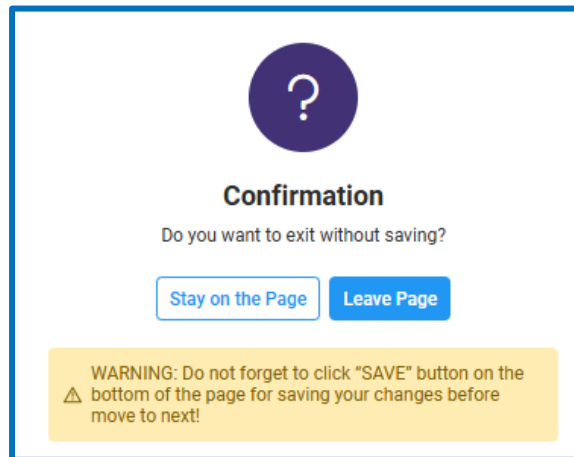 ?
Confirmation
Do you want to exit without saving?
Stay on the Page Leave Page
WARNING: Do not forget to click “SAVE” button on the
bottom of the page for saving your changes before
move to next!